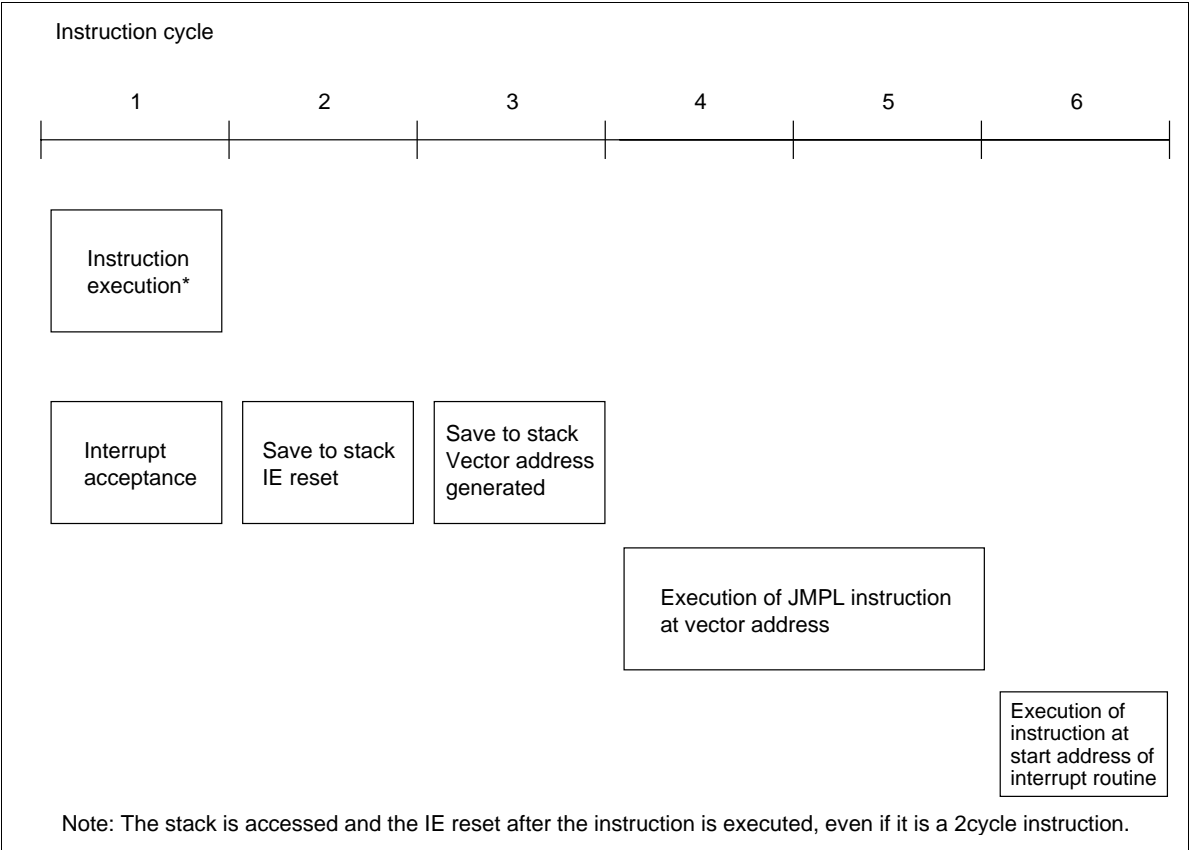 Instruction cycle
1 2 3 4 5 6
Instruction
execution*
Interrupt
acceptance
Save to stack
IE reset
Save to stack
Vector address
generated
Execution of JMPL instruction
at vector address
Execution of
instruction at
start address of
interrupt routine
Note: The stack is accessed and the IE reset after the instruction is executed, even if it is a 2cycle instruction.